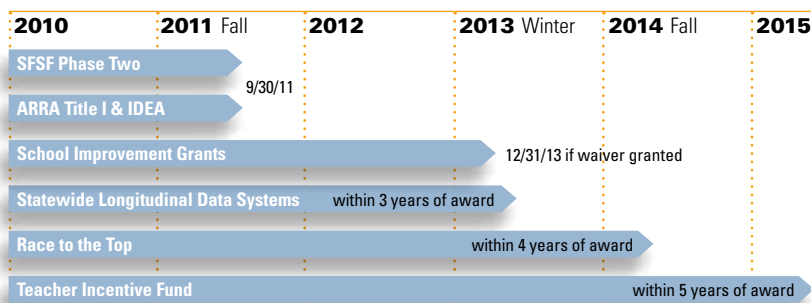 2010 2011 Fall 2012 2013 Winter 2014 Fall 2015
SFSF Phase Two
9/30/11
ARRA Title I & IDEA
School Improvement Grants 12/31/13 if waiver granted
Statewide Longitudinal Data Systems within 3 years of award
Race to the Top within 4 years of award
Teacher Incentive Fund within 5 years of award